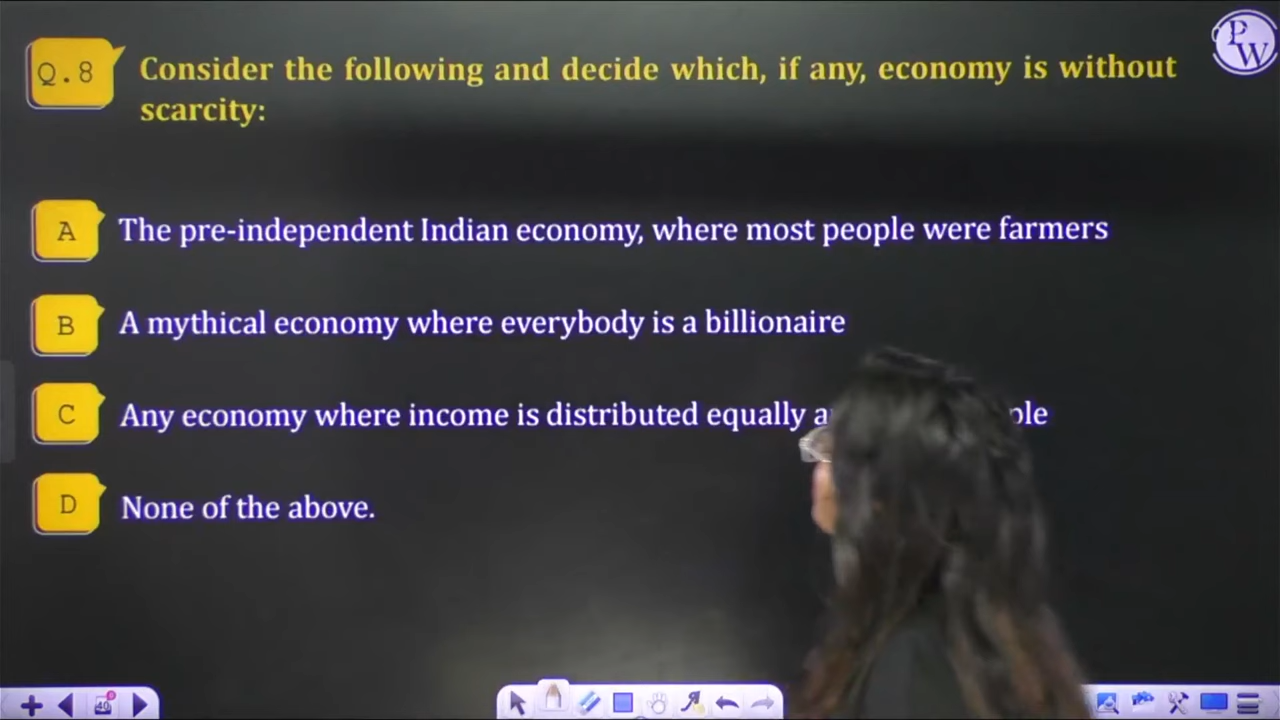 Q.8
Consider the following and decide which, if any, economy is without
scarcity:
PW
A
The pre-independent Indian economy, where most people were farmers
B
A mythical economy where everybody is a billionaire
C
Any economy where income is distributed equally
D
None of the above.